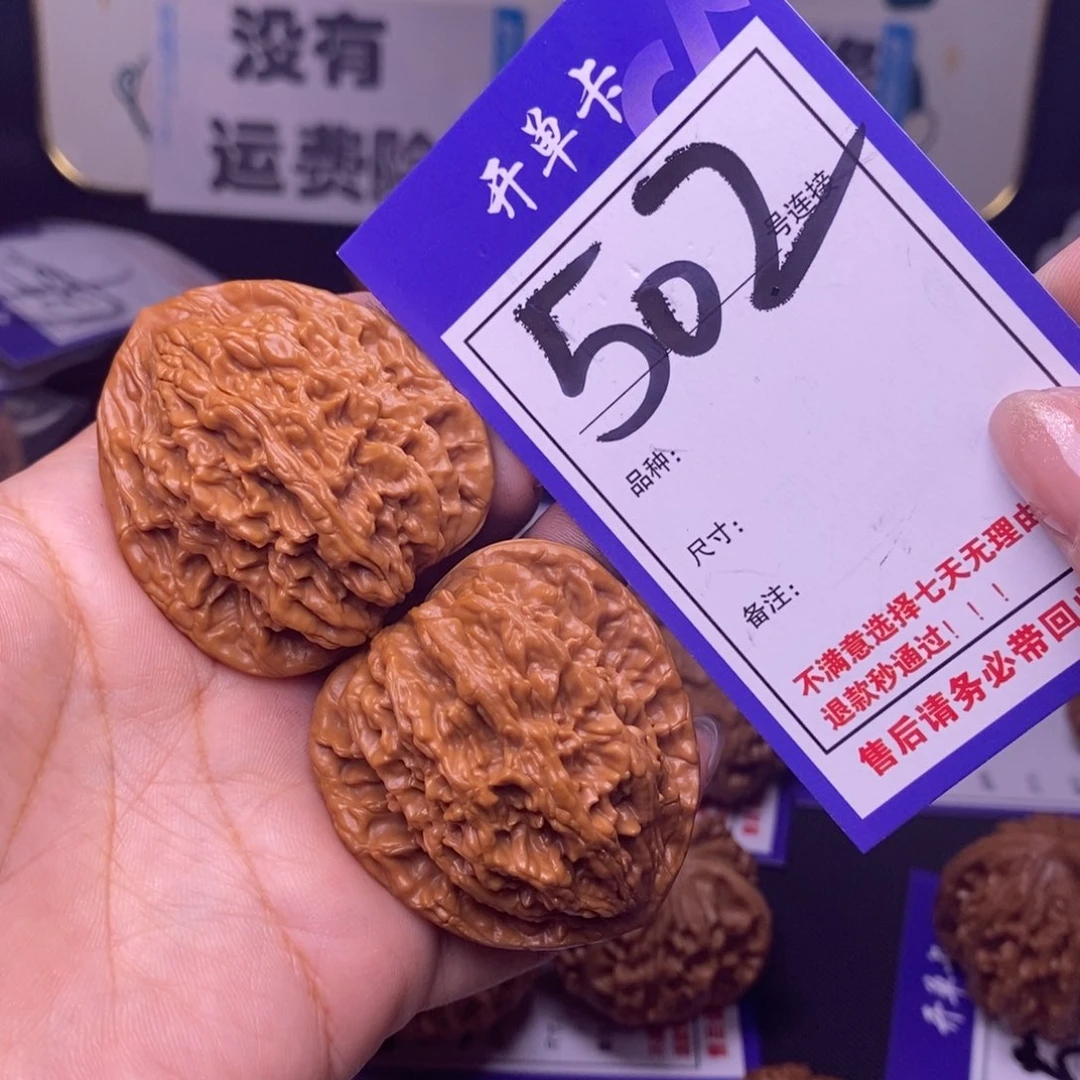 没有
运费险
开单卡
502
号连接
品种:
尺寸:
备注:
不满意选择七天无理由
退款秒通过！！！
售后请务必带回